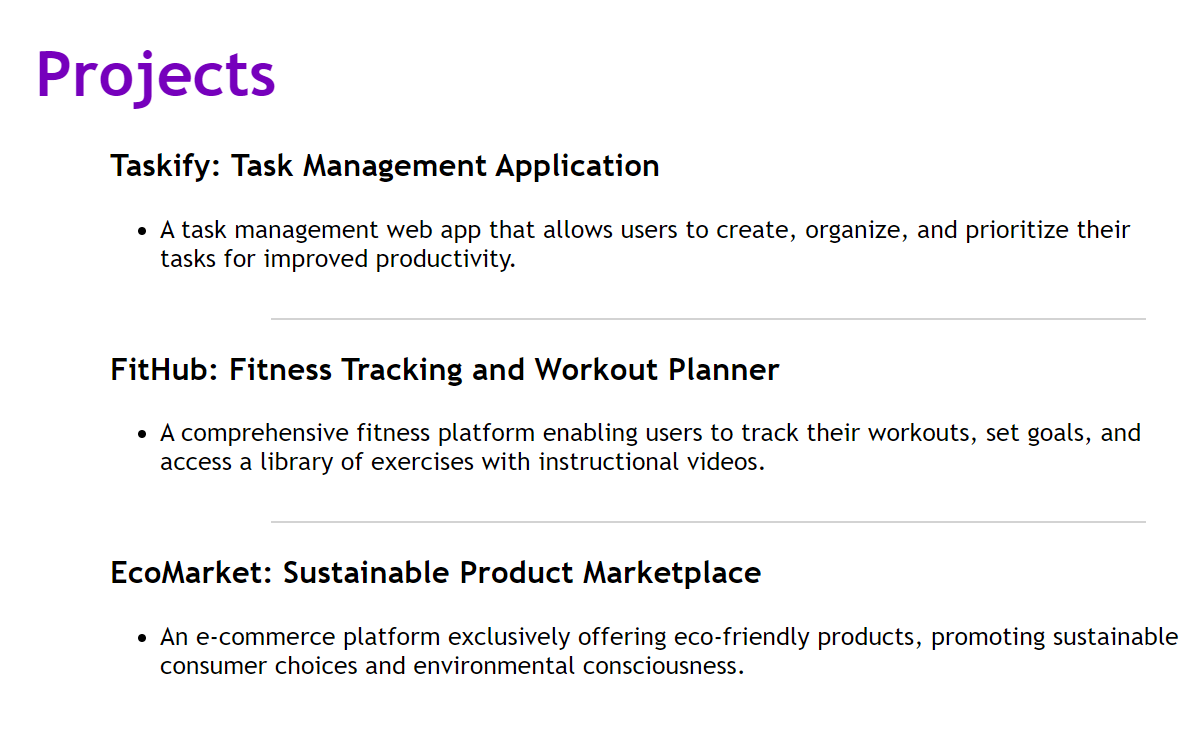 Projects
Taskify: Task Management Application
• A task management web app that allows users to create, organize, and prioritize their
tasks for improved productivity.
FitHub: Fitness Tracking and Workout Planner
• A comprehensive fitness platform enabling users to track their workouts, set goals, and
access a library of exercises with instructional videos.
EcoMarket: Sustainable Product Marketplace
• An e-commerce platform exclusively offering eco-friendly products, promoting sustainable
consumer choices and environmental consciousness.